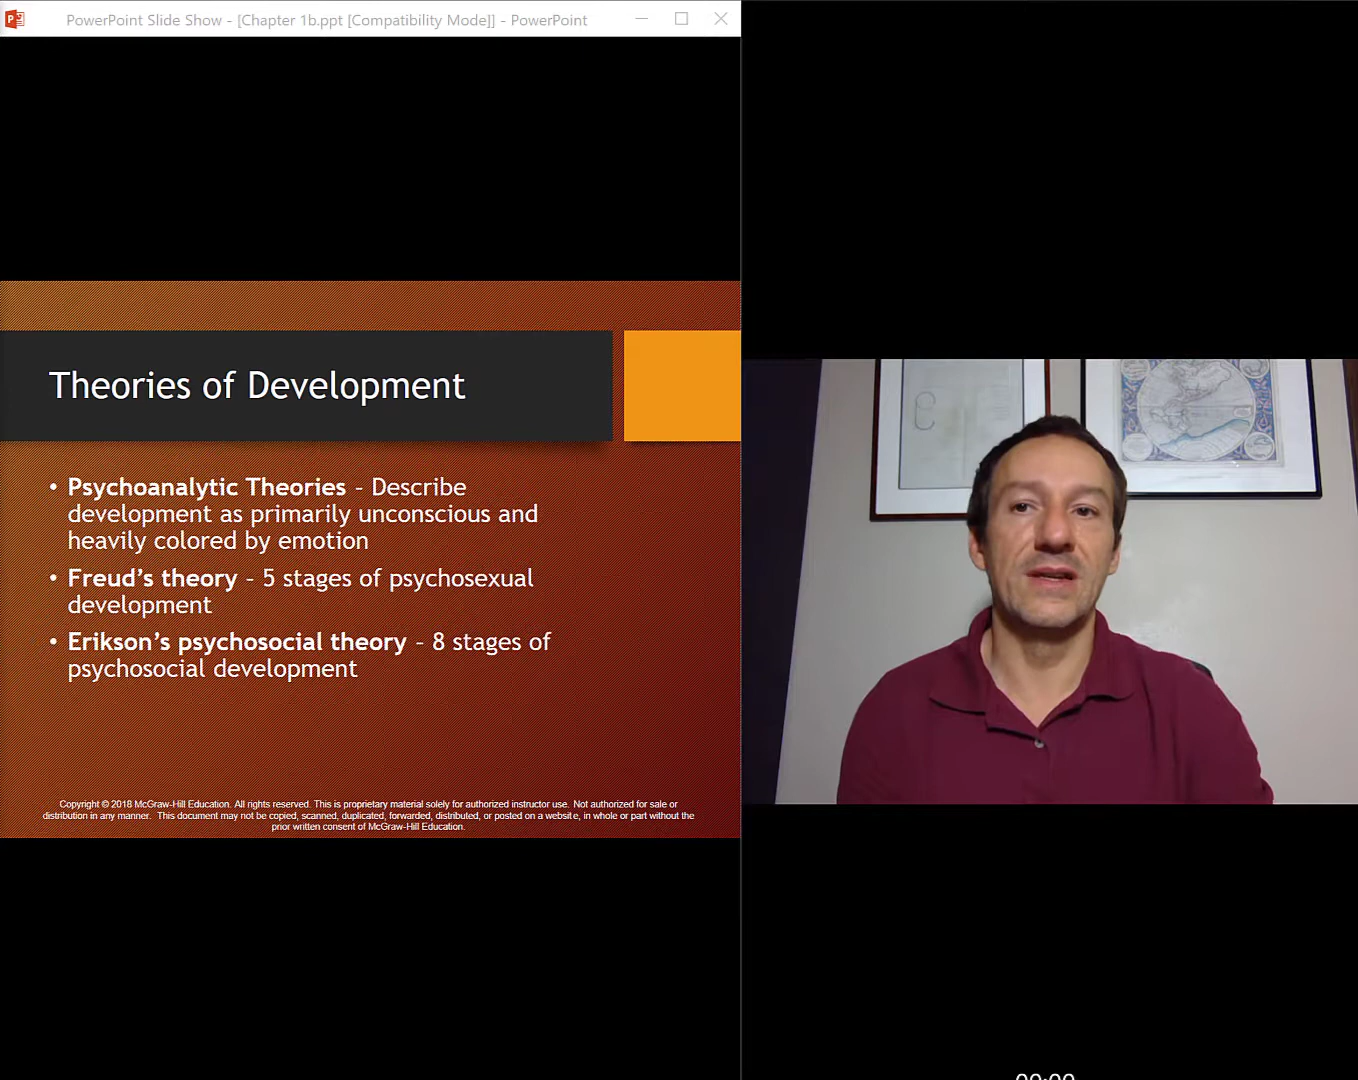 PowerPoint Slide Show - [Chapter 1b.ppt [Compatibility Mode]] - PowerPoint
Theories of Development
• Psychoanalytic Theories – Describe
development as primarily unconscious and
heavily colored by emotion
• Freud’s theory – 5 stages of psychosexual
development
• Erikson’s psychosocial theory – 8 stages of
psychosocial development
Copyright © 2018 McGraw-Hill Education. All rights reserved. This is proprietary material solely for authorized instructor use. Not authorized for sale or
distribution in any manner. This document may not be copied, scanned, duplicated, forwarded, distributed, or posted on a website, in whole or part without the
prior written consent of McGraw-Hill Education.